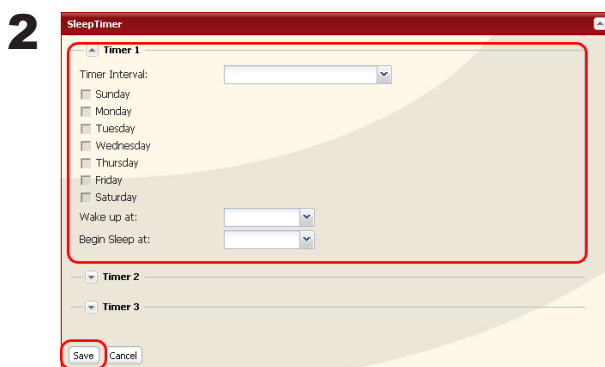 2
SleepTimer
Timer 1
Timer Interval:
Sunday
Monday
Tuesday
Wednesday
Thursday
Friday
Saturday
Wake up at:
Begin Sleep at:
Timer 2
Timer 3
Save Cancel